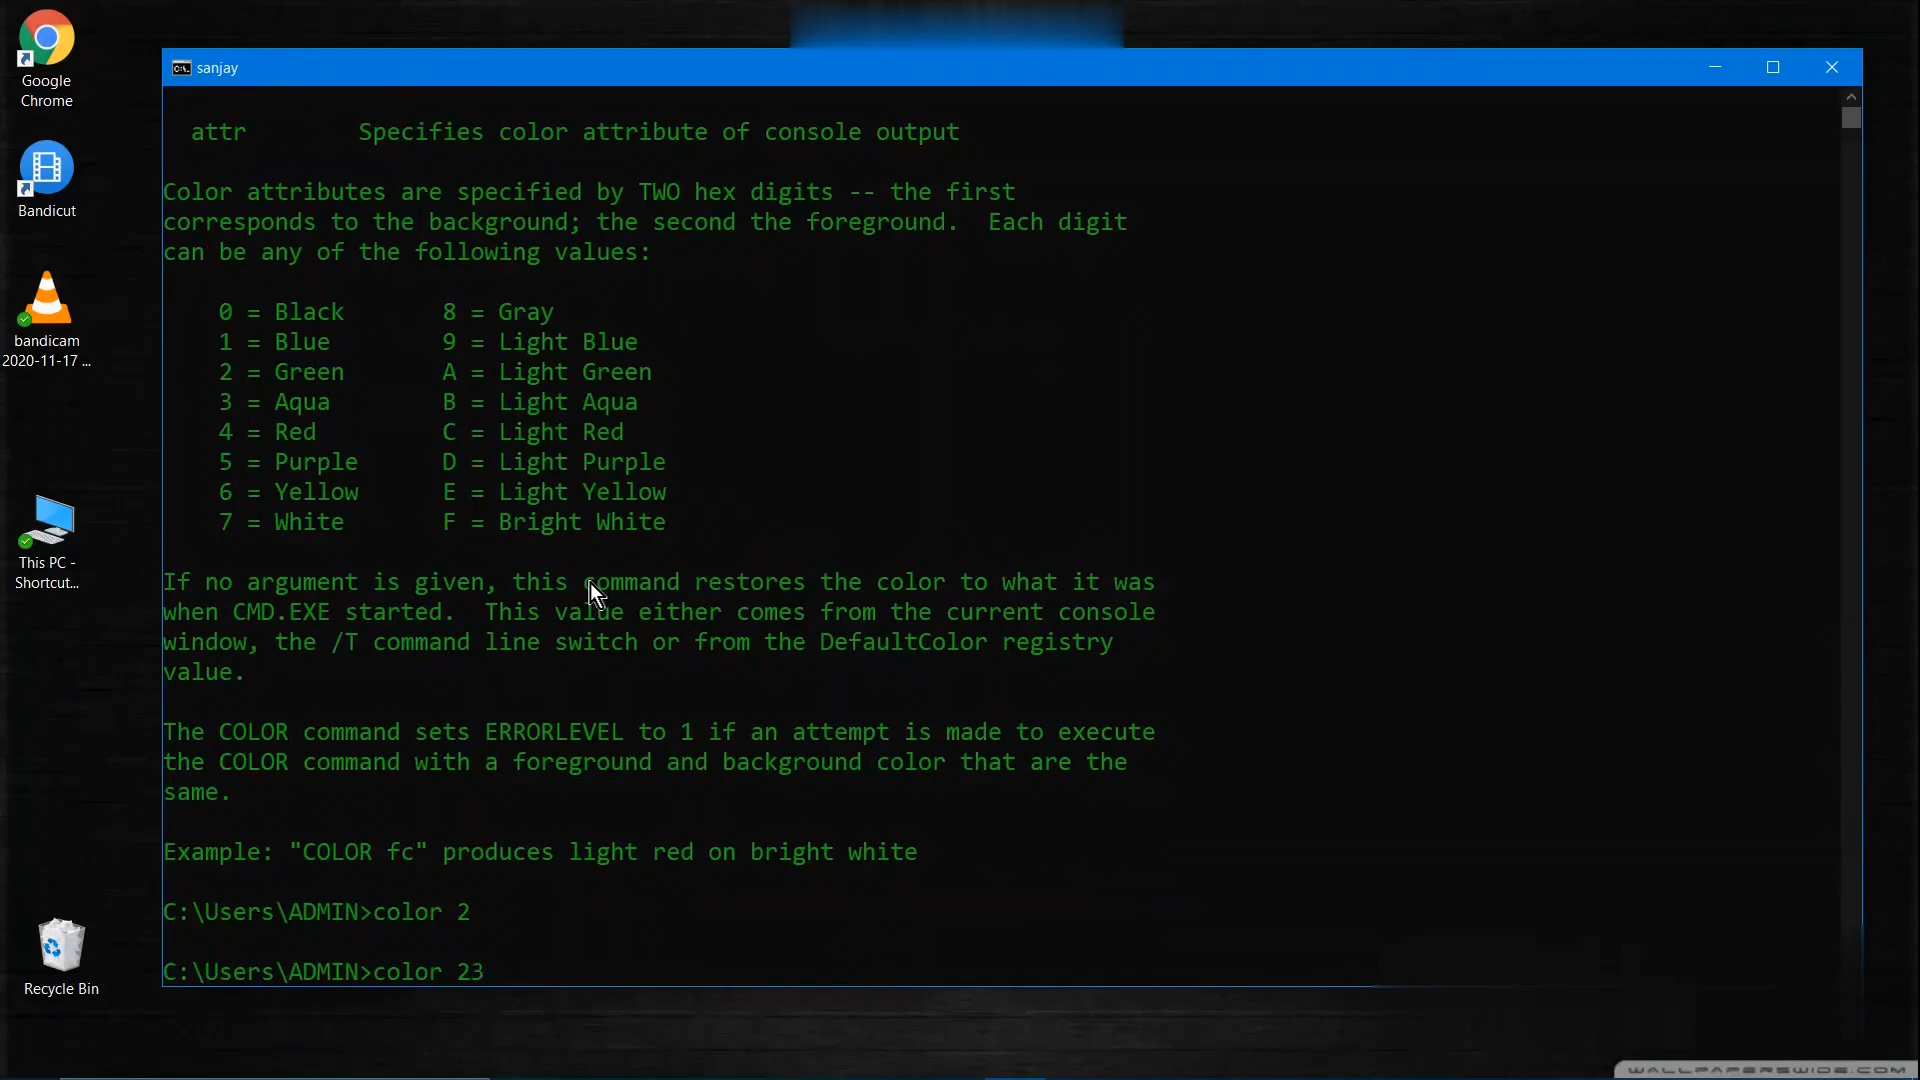 Google
Chrome
Bandicut
bandicam
2020-11-17 ...
This PC -
Shortcut...
Recycle Bin
sanjay
attr        Specifies color attribute of console output
Color attributes are specified by TWO hex digits -- the first
corresponds to the background; the second the foreground.  Each digit
can be any of the following values:
0 = Black       8 = Gray
1 = Blue        9 = Light Blue
2 = Green       A = Light Green
3 = Aqua        B = Light Aqua
4 = Red         C = Light Red
5 = Purple      D = Light Purple
6 = Yellow      E = Light Yellow
7 = White       F = Bright White
If no argument is given, this command restores the color to what it was
when CMD.EXE started.  This value either comes from the current console
window, the /T command line switch or from the DefaultColor registry
value.
The COLOR command sets ERRORLEVEL to 1 if an attempt is made to execute
the COLOR command with a foreground and background color that are the
same.
Example: "COLOR fc" produces light red on bright white
C:\Users\ADMIN>color 2
C:\Users\ADMIN>color 23
WALLPAPERSWIDE.COM